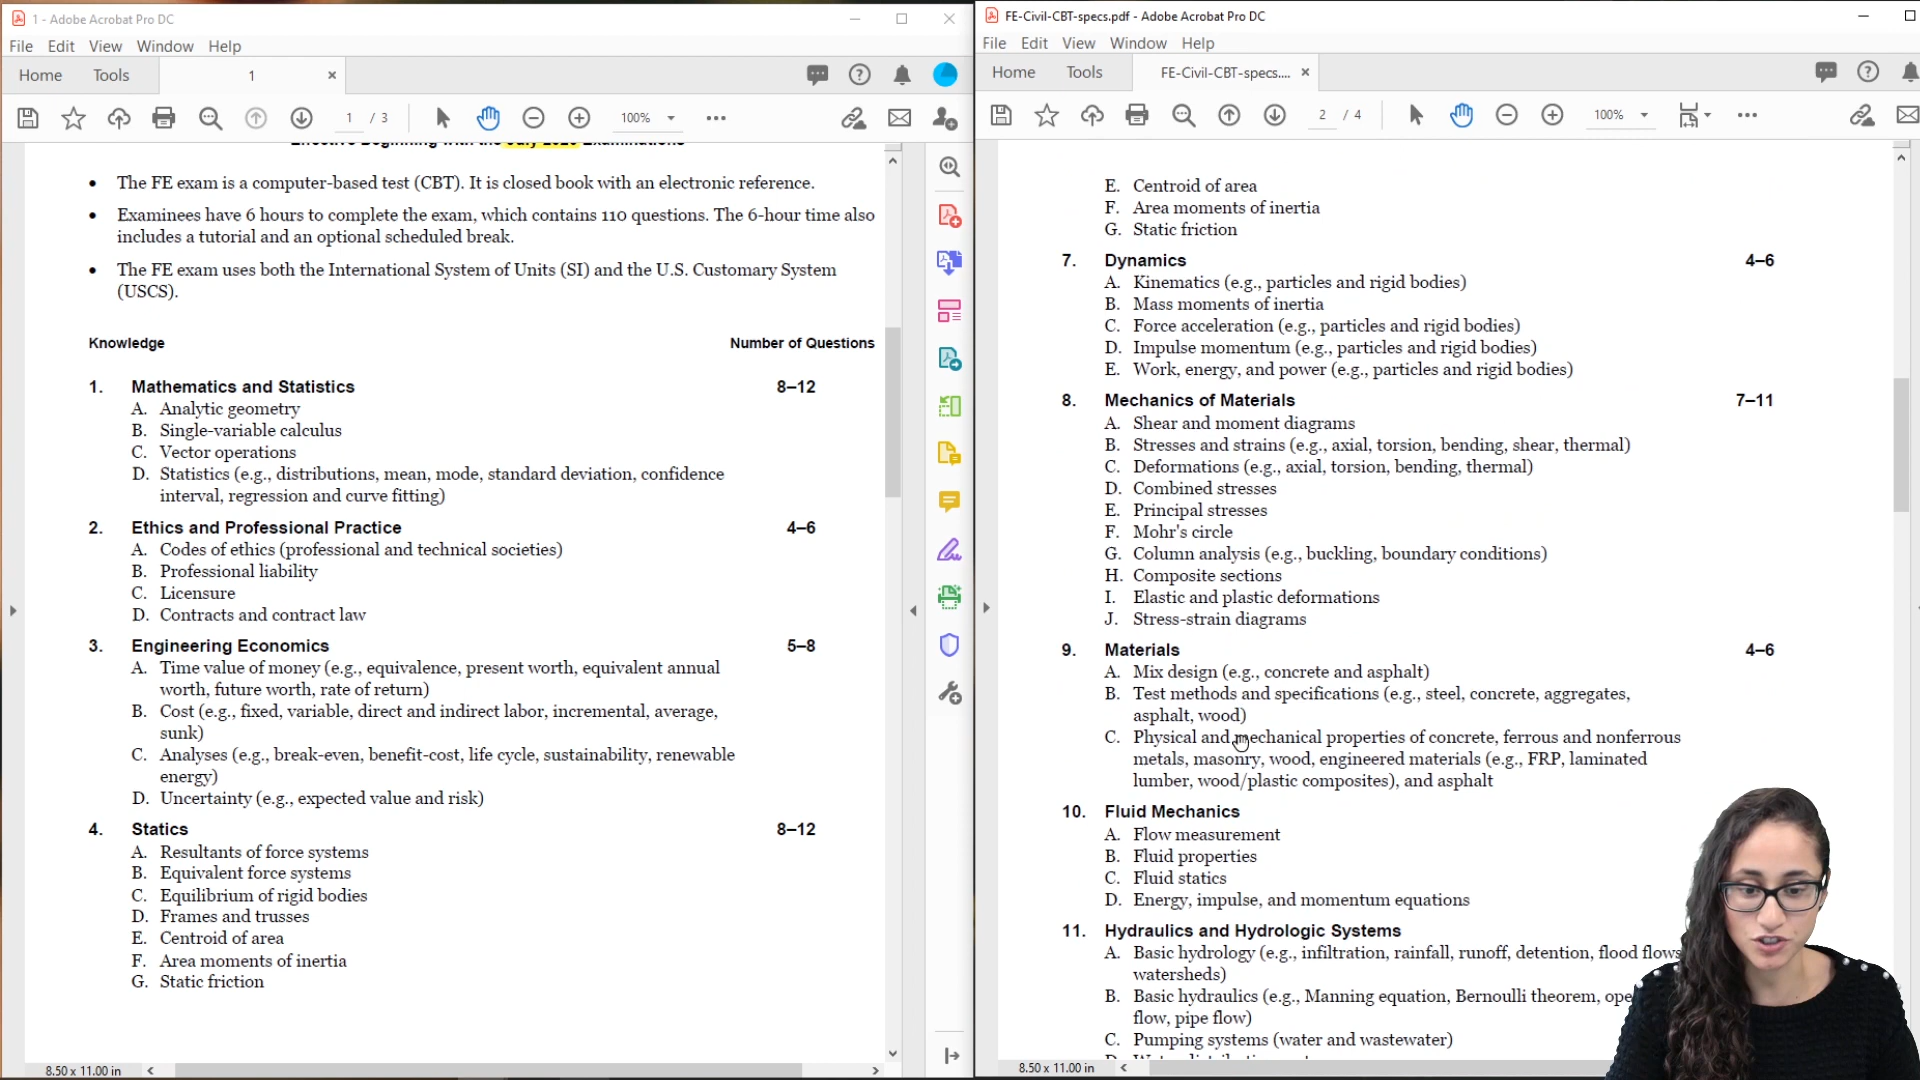 1 - Adobe Acrobat Pro DC
File Edit View Window Help
Home Tools 1
1 / 3 100%
Effective Beginning with the July 2020 Examinations
• The FE exam is a computer-based test (CBT). It is closed book with an electronic reference.
• Examinees have 6 hours to complete the exam, which contains 110 questions. The 6-hour time also
includes a tutorial and an optional scheduled break.
• The FE exam uses both the International System of Units (SI) and the U.S. Customary System
(USCS).
Knowledge Number of Questions
1. Mathematics and Statistics 8–12
A. Analytic geometry
B. Single-variable calculus
C. Vector operations
D. Statistics (e.g., distributions, mean, mode, standard deviation, confidence
interval, regression and curve fitting)
2. Ethics and Professional Practice 4–6
A. Codes of ethics (professional and technical societies)
B. Professional liability
C. Licensure
D. Contracts and contract law
3. Engineering Economics 5–8
A. Time value of money (e.g., equivalence, present worth, equivalent annual
worth, future worth, rate of return)
B. Cost (e.g., fixed, variable, direct and indirect labor, incremental, average,
sunk)
C. Analyses (e.g., break-even, benefit-cost, life cycle, sustainability, renewable
energy)
D. Uncertainty (e.g., expected value and risk)
4. Statics 8–12
A. Resultants of force systems
B. Equivalent force systems
C. Equilibrium of rigid bodies
D. Frames and trusses
E. Centroid of area
F. Area moments of inertia
G. Static friction
8.50 x 11.00 in
FE-Civil-CBT-specs.pdf - Adobe Acrobat Pro DC
File Edit View Window Help
Home Tools FE-Civil-CBT-specs....
2 / 4 100%
E. Centroid of area
F. Area moments of inertia
G. Static friction
7. Dynamics 4–6
A. Kinematics (e.g., particles and rigid bodies)
B. Mass moments of inertia
C. Force acceleration (e.g., particles and rigid bodies)
D. Impulse momentum (e.g., particles and rigid bodies)
E. Work, energy, and power (e.g., particles and rigid bodies)
8. Mechanics of Materials 7–11
A. Shear and moment diagrams
B. Stresses and strains (e.g., axial, torsion, bending, shear, thermal)
C. Deformations (e.g., axial, torsion, bending, thermal)
D. Combined stresses
E. Principal stresses
F. Mohr's circle
G. Column analysis (e.g., buckling, boundary conditions)
H. Composite sections
I. Elastic and plastic deformations
J. Stress-strain diagrams
9. Materials 4–6
A. Mix design (e.g., concrete and asphalt)
B. Test methods and specifications (e.g., steel, concrete, aggregates,
asphalt, wood)
C. Physical and mechanical properties of concrete, ferrous and nonferrous
metals, masonry, wood, engineered materials (e.g., FRP, laminated
lumber, wood/plastic composites), and asphalt
10. Fluid Mechanics
A. Flow measurement
B. Fluid properties
C. Fluid statics
D. Energy, impulse, and momentum equations
11. Hydraulics and Hydrologic Systems
A. Basic hydrology (e.g., infiltration, rainfall, runoff, detention, flood flows
watersheds)
B. Basic hydraulics (e.g., Manning equation, Bernoulli theorem, ope
flow, pipe flow)
C. Pumping systems (water and wastewater)
8.50 x 11.00 in